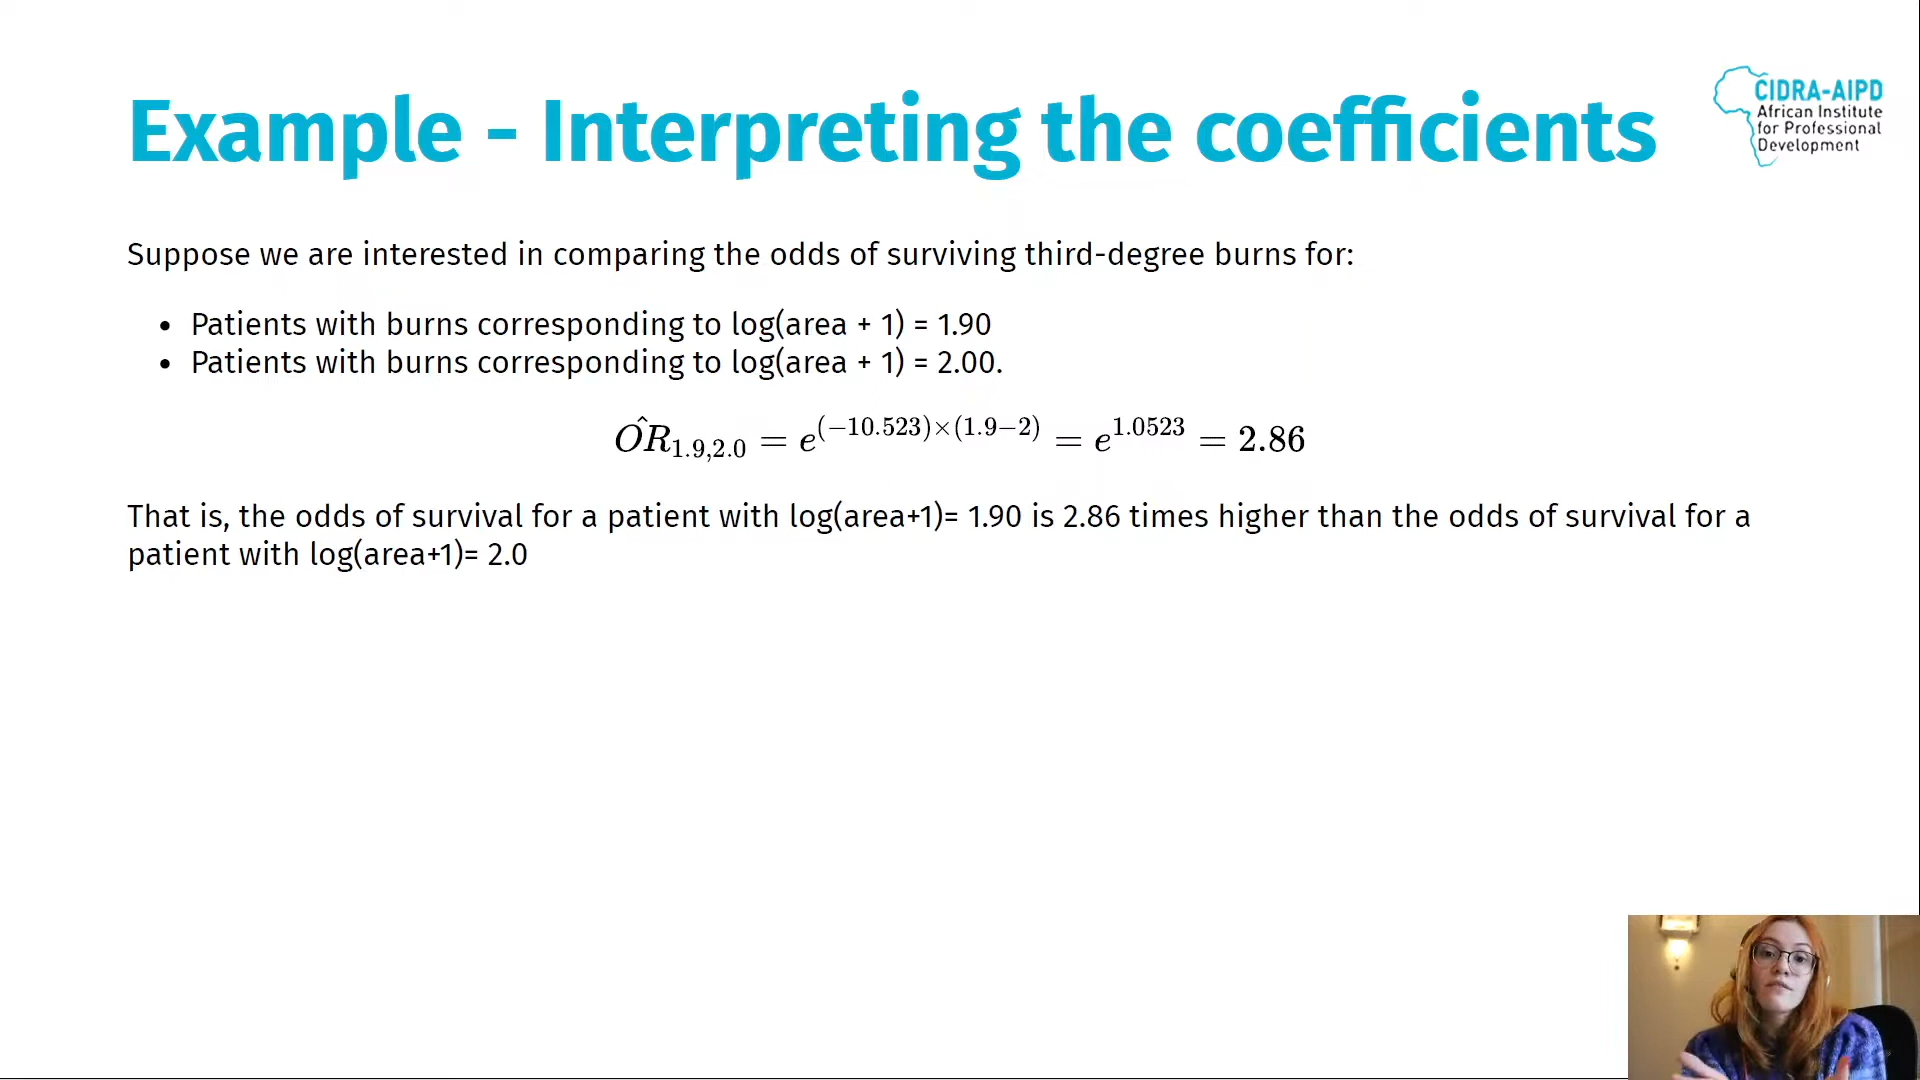 Example - Interpreting the coefficients
CIDRA-AIPD
African Institute
for Professional
Development
Suppose we are interested in comparing the odds of surviving third-degree burns for:
• Patients with burns corresponding to log(area + 1) = 1.90
• Patients with burns corresponding to log(area + 1) = 2.00.
$\hat{OR}_{1.9,2.0} = e^{(-10.523)\times(1.9-2)} = e^{1.0523} = 2.86$
That is, the odds of survival for a patient with log(area+1)= 1.90 is 2.86 times higher than the odds of survival for a
patient with log(area+1)= 2.0